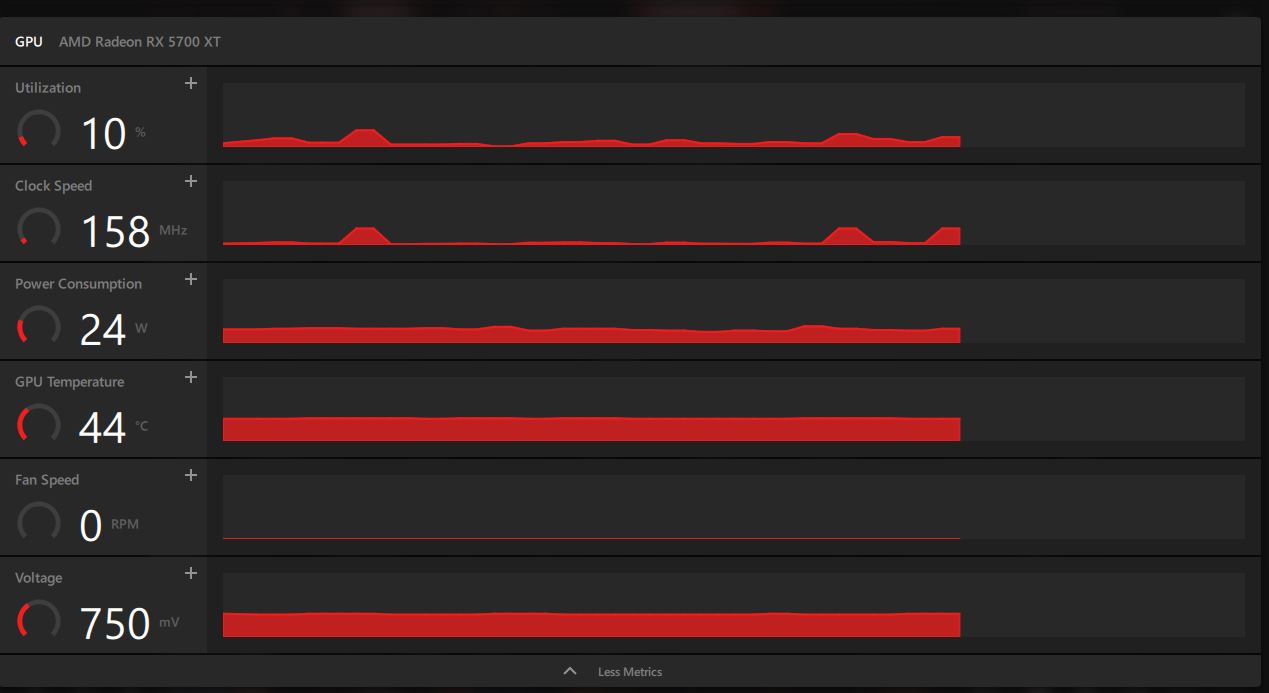 GPU AMD Radeon RX 5700 XT
Utilization
10 %
Clock Speed
158 MHz
Power Consumption
24 W
GPU Temperature
44 °C
Fan Speed
0 RPM
Voltage
750 mV
Less Metrics